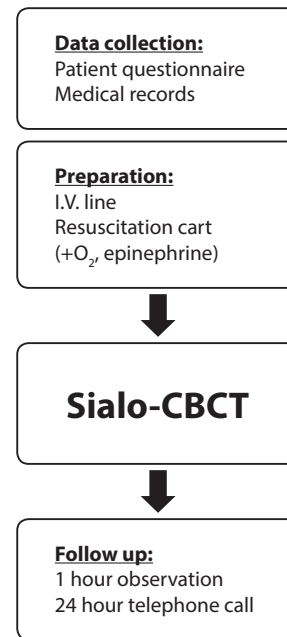 Data collection:
Patient questionnaire
Medical records
Preparation:
I.V. line
Resuscitation cart
(+O₂, epinephrine)
Sialo-CBCT
Follow up:
1 hour observation
24 hour telephone call